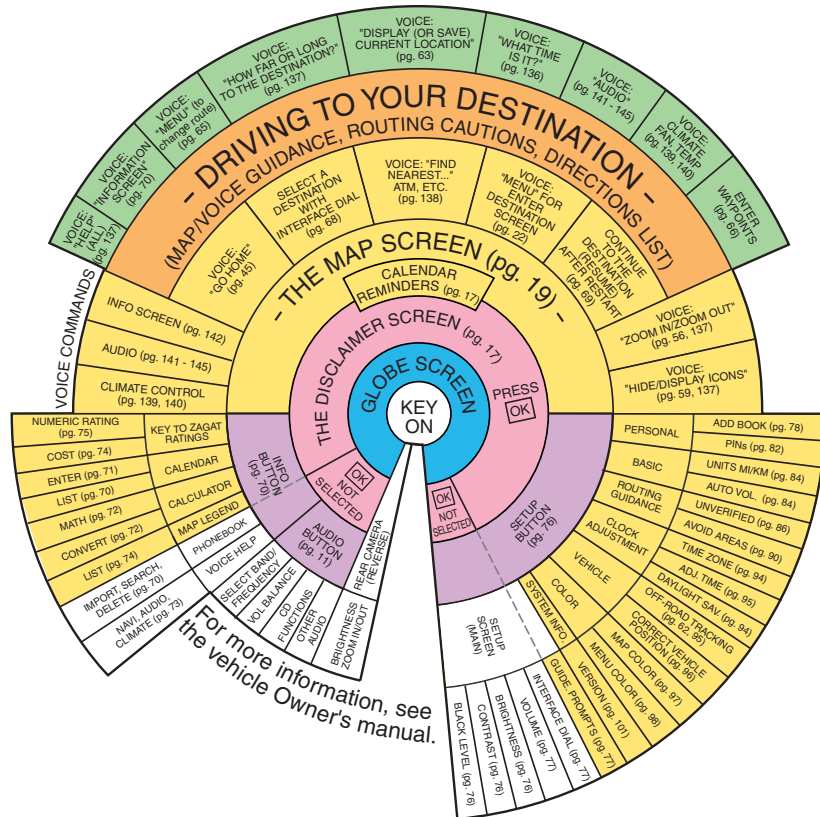 VOICE:
"HELP"
(ALL)
(pg. 137)
VOICE:
"INFORMATION
SCREEN"
(pg. 70)
VOICE:
"MENU" (to
change route)
(pg. 65)
VOICE:
"HOW FAR OR LONG
TO THE DESTINATION?"
(pg. 137)
VOICE:
"DISPLAY (OR SAVE)
CURRENT LOCATION"
(pg. 63)
VOICE:
"WHAT TIME
IS IT?"
(pg. 136)
VOICE:
"AUDIO"
(pg. 141 - 145)
VOICE:
CLIMATE
FAN, TEMP
(pg. 139, 140)
ENTER
WAYPOINTS
(pg. 66)
- DRIVING TO YOUR DESTINATION -
(MAP/VOICE GUIDANCE, ROUTING CAUTIONS, DIRECTIONS LIST)
VOICE:
"GO HOME"
(pg. 45)
SELECT A
DESTINATION
WITH
INTERFACE DIAL
(pg. 68)
VOICE: "FIND
NEAREST..."
ATM, ETC.
(pg. 138)
VOICE:
"MENU" FOR
ENTER
DESTINATION
SCREEN
(pg. 22)
CONTINUE
TO THE
DESTINATION
(RESUME)
AFTER RESTART
(pg. 69)
VOICE COMMANDS
INFO SCREEN (pg. 142)
AUDIO (pg. 141 - 145)
CLIMATE CONTROL
(pg. 139, 140)
- THE MAP SCREEN (pg. 19) -
VOICE:
"ZOOM IN/ZOOM OUT"
(pg. 56, 137)
VOICE:
"HIDE/DISPLAY ICONS"
(pg. 59, 137)
CALENDAR
REMINDERS (pg. 17)
THE DISCLAIMER SCREEN (pg. 17)
PRESS
OK
GLOBE SCREEN
KEY
ON
OK
NOT
SELECTED
OK
NOT
SELECTED
INFO
BUTTON
(pg. 70)
AUDIO
BUTTON
(pg. 11)
REAR CAMERA
(REVERSE)
SETUP
BUTTON
(pg. 76)
NUMERIC RATING
(pg. 75)
COST (pg. 74)
ENTER (pg. 71)
LIST (pg. 70)
MATH (pg. 72)
CONVERT (pg. 72)
LIST (pg. 74)
IMPORT, SEARCH,
DELETE (pg. 70)
NAVI, AUDIO,
CLIMATE (pg. 73)
KEY TO ZAGAT
RATINGS
CALENDAR
CALCULATOR
MAP LEGEND
PHONEBOOK
VOICE HELP
SELECT BAND/
FREQUENCY
VOL BALANCE
CD
FUNCTIONS
OTHER
AUDIO
BRIGHTNESS
ZOOM IN/OUT
For more information, see
the vehicle Owner's manual.
PERSONAL
BASIC
ROUTING
GUIDANCE
CLOCK
ADJUSTMENT
VEHICLE
COLOR
SYSTEM INFO.
SETUP
SCREEN
(MAIN)
ADD BOOK (pg. 78)
PINs (pg. 82)
UNITS MI/KM (pg. 84)
AUTO VOL. (pg. 84)
UNVERIFIED (pg. 86)
AVOID AREAS (pg. 90)
TIME ZONE (pg. 94)
ADJ. TIME (pg. 95)
DAYLIGHT SAV. (pg. 94)
OFF-ROAD TRACKING
(pg. 62, 95)
CORRECT VEHICLE
POSITION (pg. 96)
MAP COLOR (pg. 97)
MENU COLOR (pg. 98)
VERSION (pg. 101)
GUIDE. PROMPTS (pg. 77)
INTERFACE DIAL (pg. 77)
VOLUME (pg. 77)
BRIGHTNESS (pg. 76)
CONTRAST (pg. 76)
BLACK LEVEL (pg. 76)